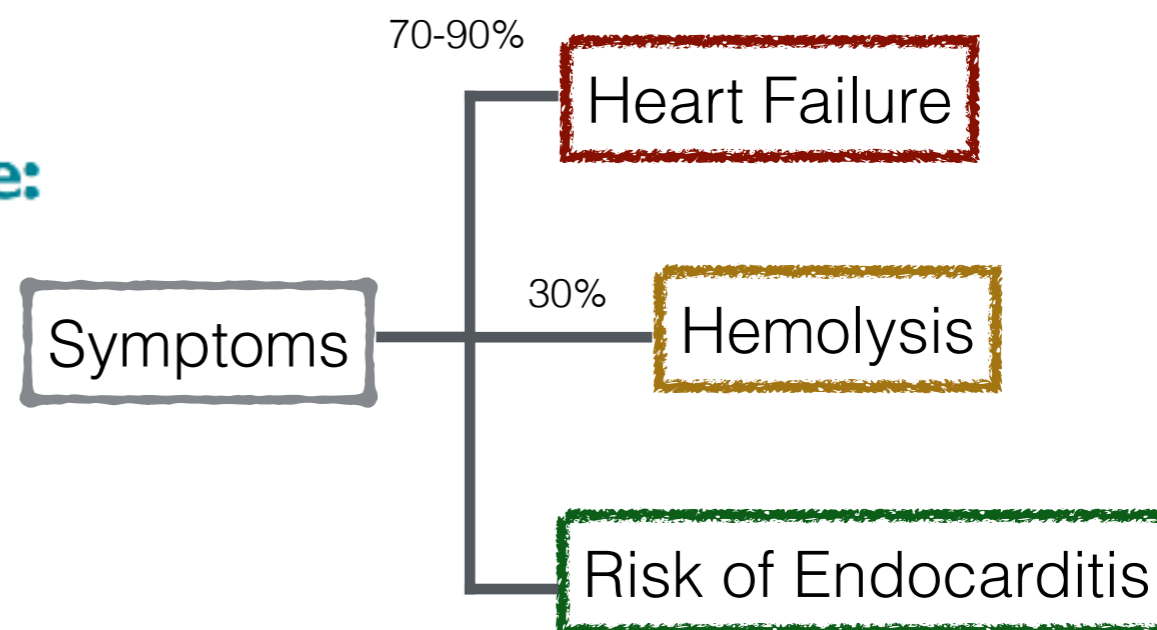 70-90%
Heart Failure
e:
30%
Symptoms
Hemolysis
Risk of Endocarditis